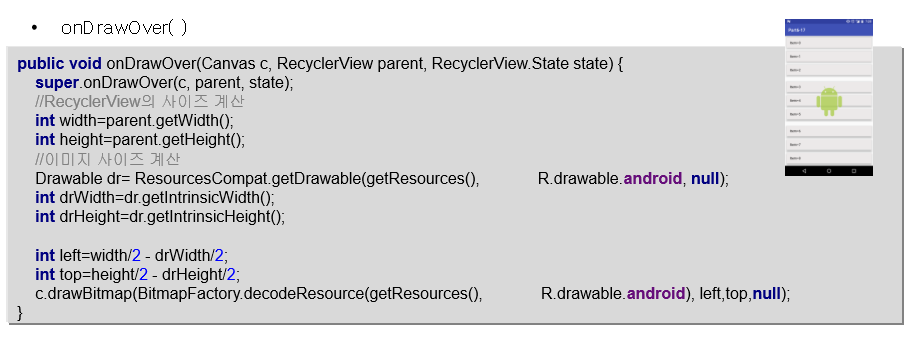 • onDrawOver( )
public void onDrawOver(Canvas c, RecyclerView parent, RecyclerView.State state) {
super.onDrawOver(c, parent, state);
//RecyclerView의 사이즈 계산
int width=parent.getWidth();
int height=parent.getHeight();
//이미지 사이즈 계산
Drawable dr= ResourcesCompat.getDrawable(getResources(), R.drawable.android, null);
int drWidth=dr.getIntrinsicWidth();
int drHeight=dr.getIntrinsicHeight();
int left=width/2 - drWidth/2;
int top=height/2 - drHeight/2;
c.drawBitmap(BitmapFactory.decodeResource(getResources(), R.drawable.android), left,top,null);
}